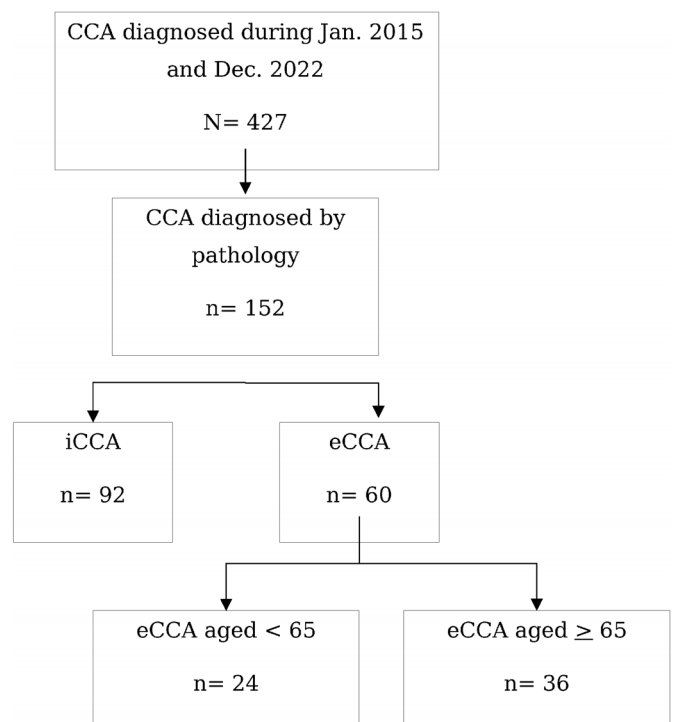 CCA diagnosed during Jan. 2015
and Dec. 2022
N= 427
CCA diagnosed by
pathology
n= 152
iCCA
n= 92
eCCA
n= 60
eCCA aged < 65
n= 24
eCCA aged ≥ 65
n= 36